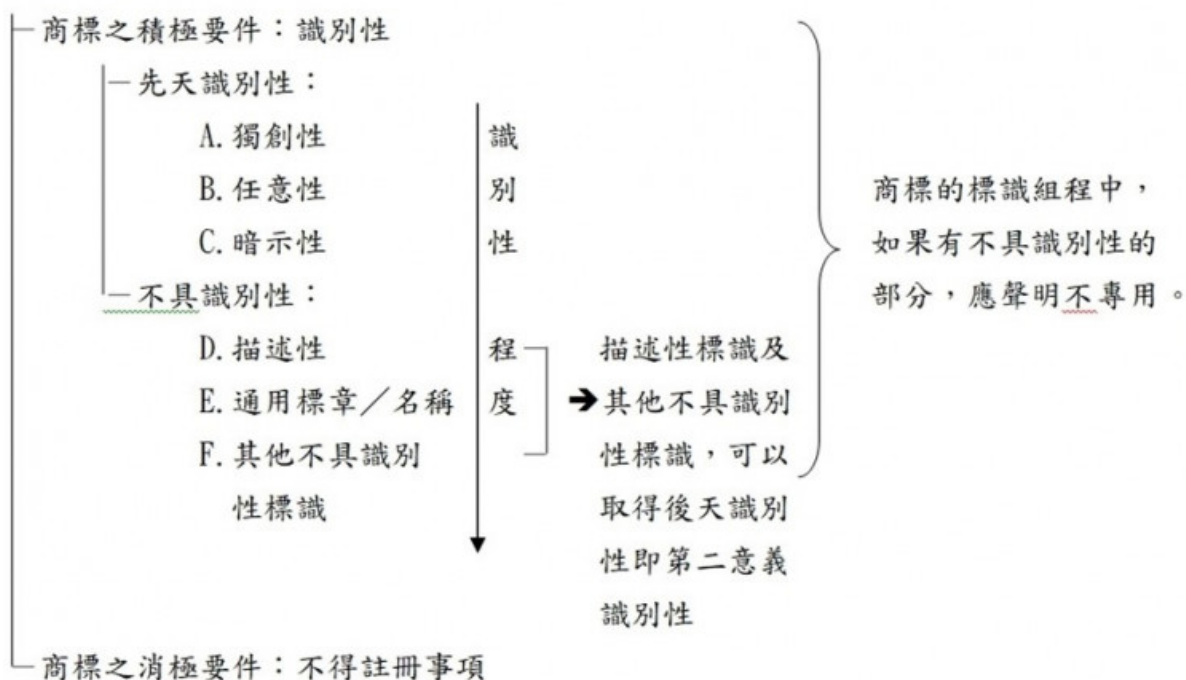 商標之積極要件：識別性
先天識別性：
A.獨創性
B.任意性
C.暗示性
不具識別性：
D.描述性
E.通用標章／名稱
F.其他不具識別
性標識
識
別
性
程
度
描述性標識及
其他不具識別
性標識，可以
取得後天識別
性即第二意義
識別性
商標的標識組程中，
如果有不具識別性的
部分，應聲明不專用。
商標之消極要件：不得註冊事項